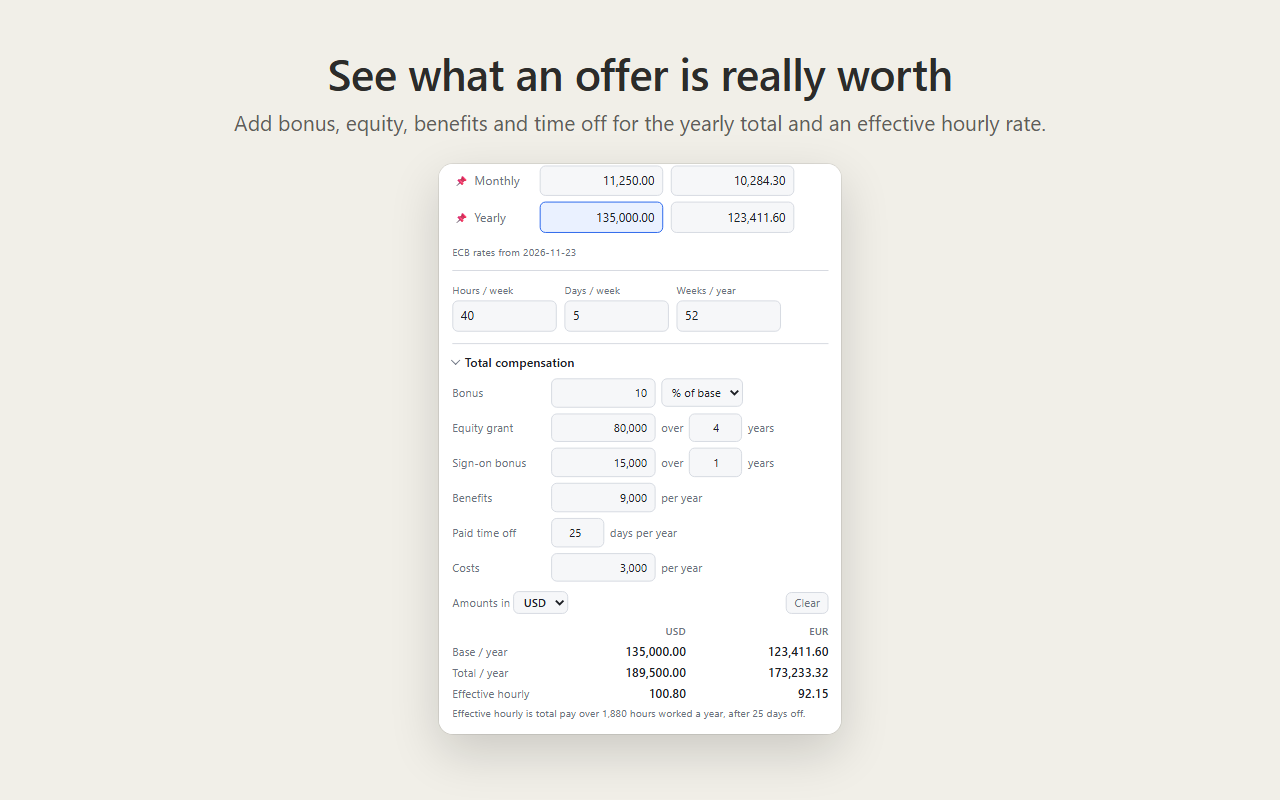 See what an offer is really worth
Add bonus, equity, benefits and time off for the yearly total and an effective hourly rate.
Monthly 11,250.00 10,284.30
Yearly 135,000.00 123,411.60
ECB rates from 2026-11-23
Hours / week Days / week Weeks / year
40 5 52
Total compensation
Bonus 10 % of base
Equity grant 80,000 over 4 years
Sign-on bonus 15,000 over 1 years
Benefits 9,000 per year
Paid time off 25 days per year
Costs 3,000 per year
Amounts in USD Clear
USD EUR
Base / year 135,000.00 123,411.60
Total / year 189,500.00 173,233.32
Effective hourly 100.80 92.15
Effective hourly is total pay over 1,880 hours worked a year, after 25 days off.